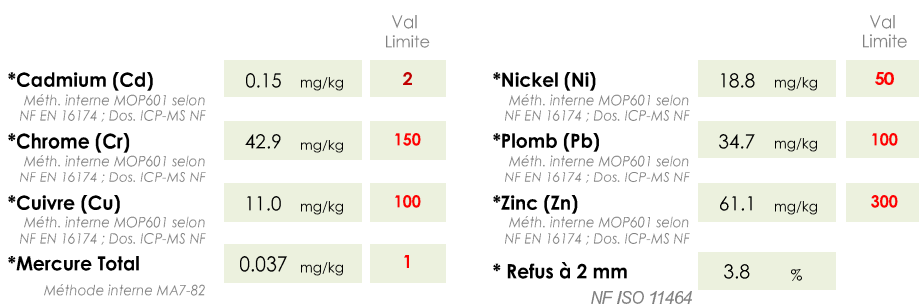 Val
Limite
*Cadmium (Cd) 0.15 mg/kg 2
Méth. interne MOP601 selon
NF EN 16174 ; Dos. ICP-MS NF
*Chrome (Cr) 42.9 mg/kg 150
Méth. interne MOP601 selon
NF EN 16174 ; Dos. ICP-MS NF
*Cuivre (Cu) 11.0 mg/kg 100
Méth. interne MOP601 selon
NF EN 16174 ; Dos. ICP-MS NF
*Mercure Total 0.037 mg/kg 1
Méthode interne MA7-82
Val
Limite
*Nickel (Ni) 18.8 mg/kg 50
Méth. interne MOP601 selon
NF EN 16174 ; Dos. ICP-MS NF
*Plomb (Pb) 34.7 mg/kg 100
Méth. interne MOP601 selon
NF EN 16174 ; Dos. ICP-MS NF
*Zinc (Zn) 61.1 mg/kg 300
Méth. interne MOP601 selon
NF EN 16174 ; Dos. ICP-MS NF
* Refus à 2 mm 3.8 %
NF ISO 11464